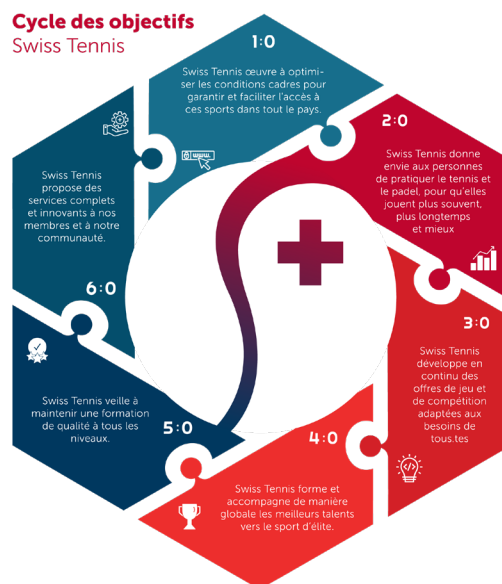 Cycle des objectifs
Swiss Tennis
1:0
Swiss Tennis œuvre à optimi-
ser les conditions cadres pour
garantir et faciliter l'accès à
ces sports dans tout le pays.
www.
2:0
Swiss Tennis donne
envie aux personnes
de pratiquer le tennis et
le padel, pour qu'elles
jouent plus souvent,
plus longtemps
et mieux
3:0
Swiss Tennis
développe en
continu des
offres de jeu et
de compétition
adaptées aux
besoins de
tous.tes
4:0
Swiss Tennis forme et
accompagne de manière
globale les meilleurs talents
vers le sport d'élite.
5:0
Swiss Tennis veille à
maintenir une formation
de qualité à tous les
niveaux.
6:0
Swiss Tennis
propose des
services complets
et innovants à nos
membres et à notre
communauté.